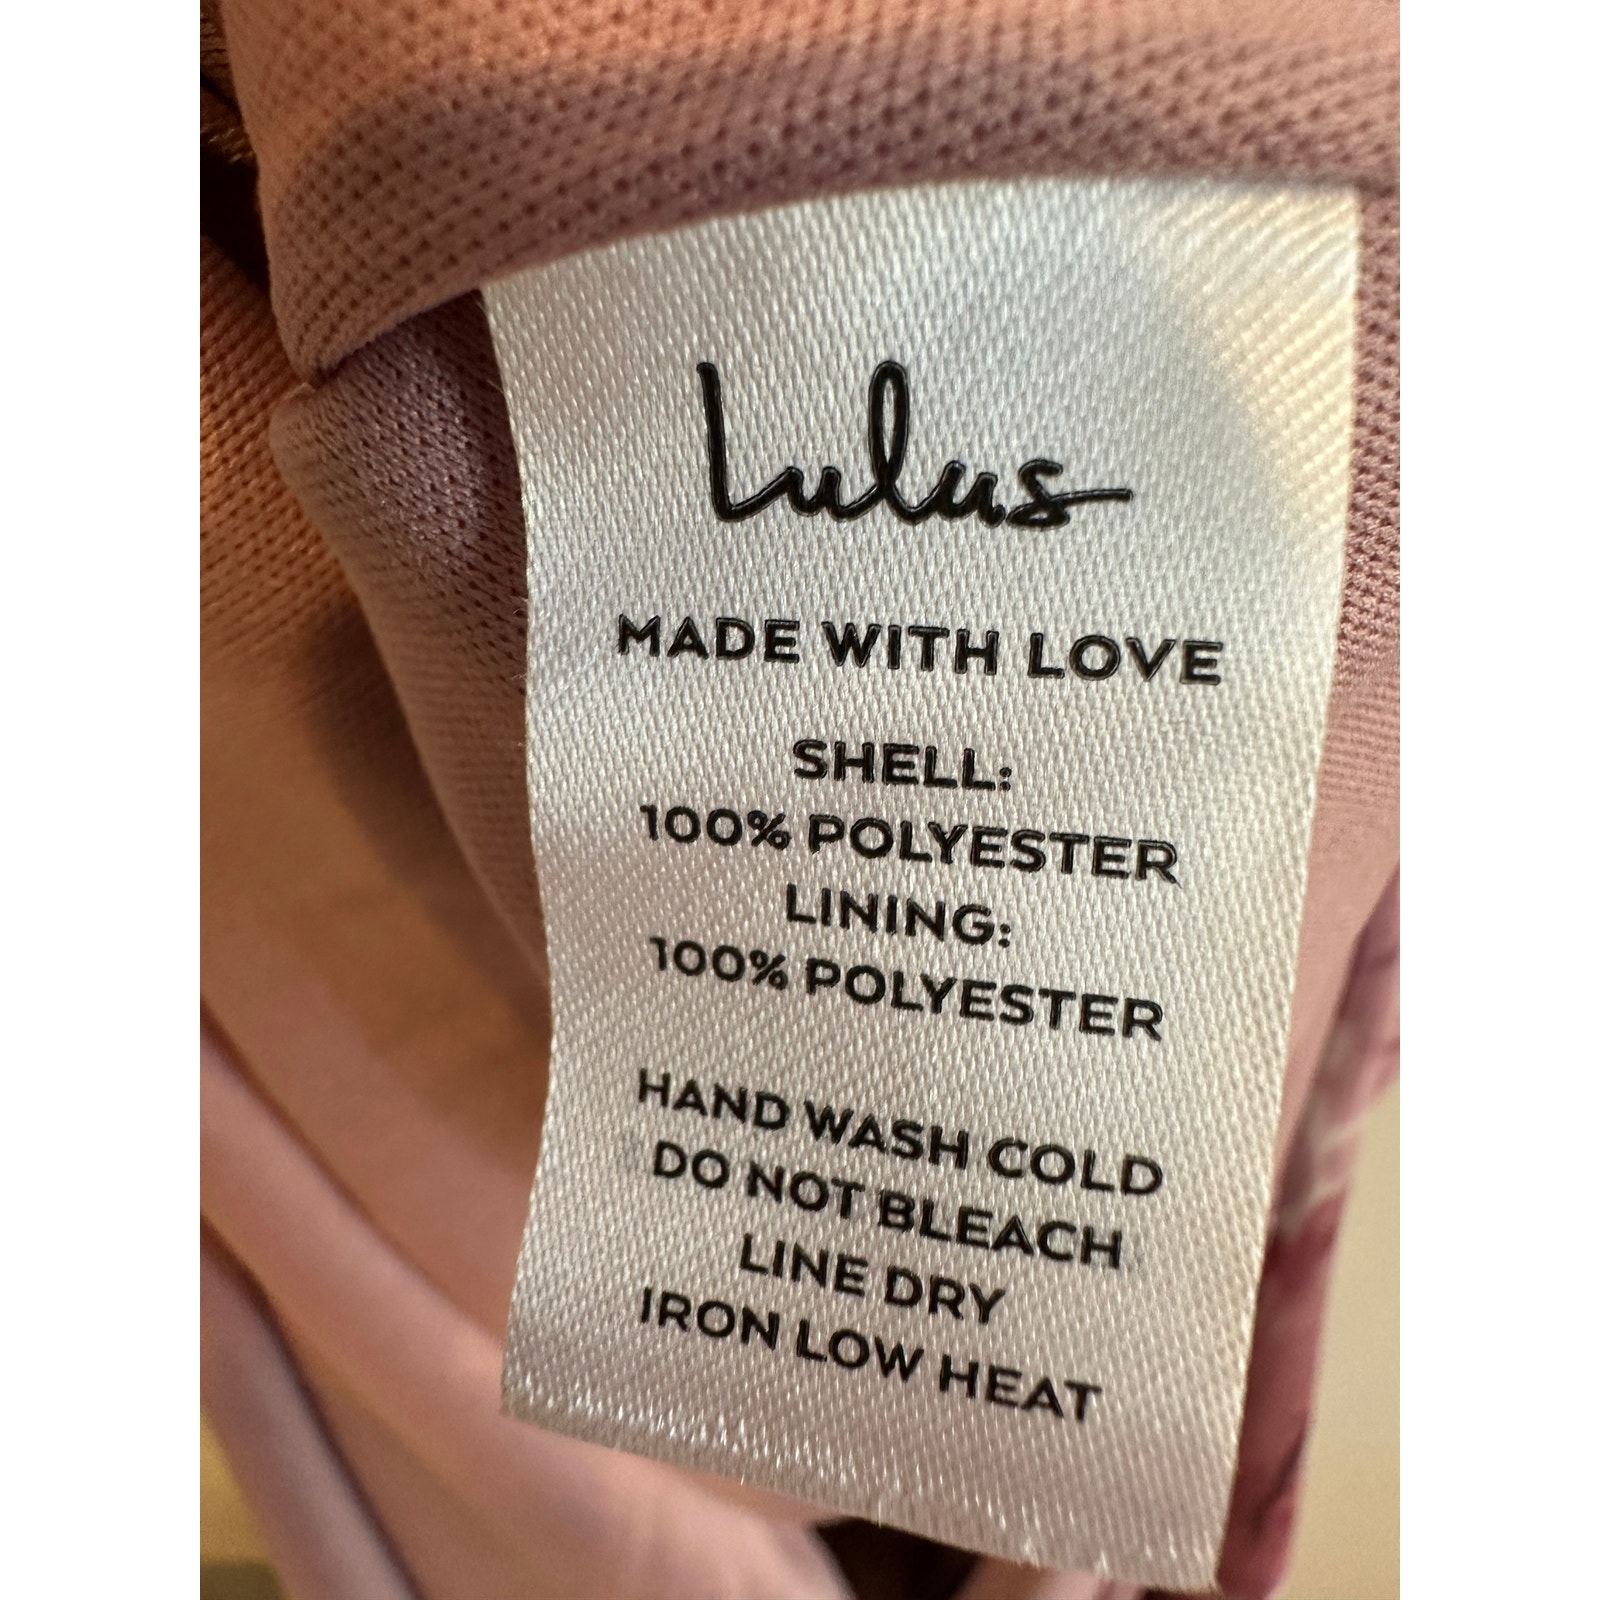 Lulus
MADE WITH LOVE
SHELL:
100% POLYESTER
LINING:
100% POLYESTER
HAND WASH COLD
DO NOT BLEACH
LINE DRY
IRON LOW HEAT